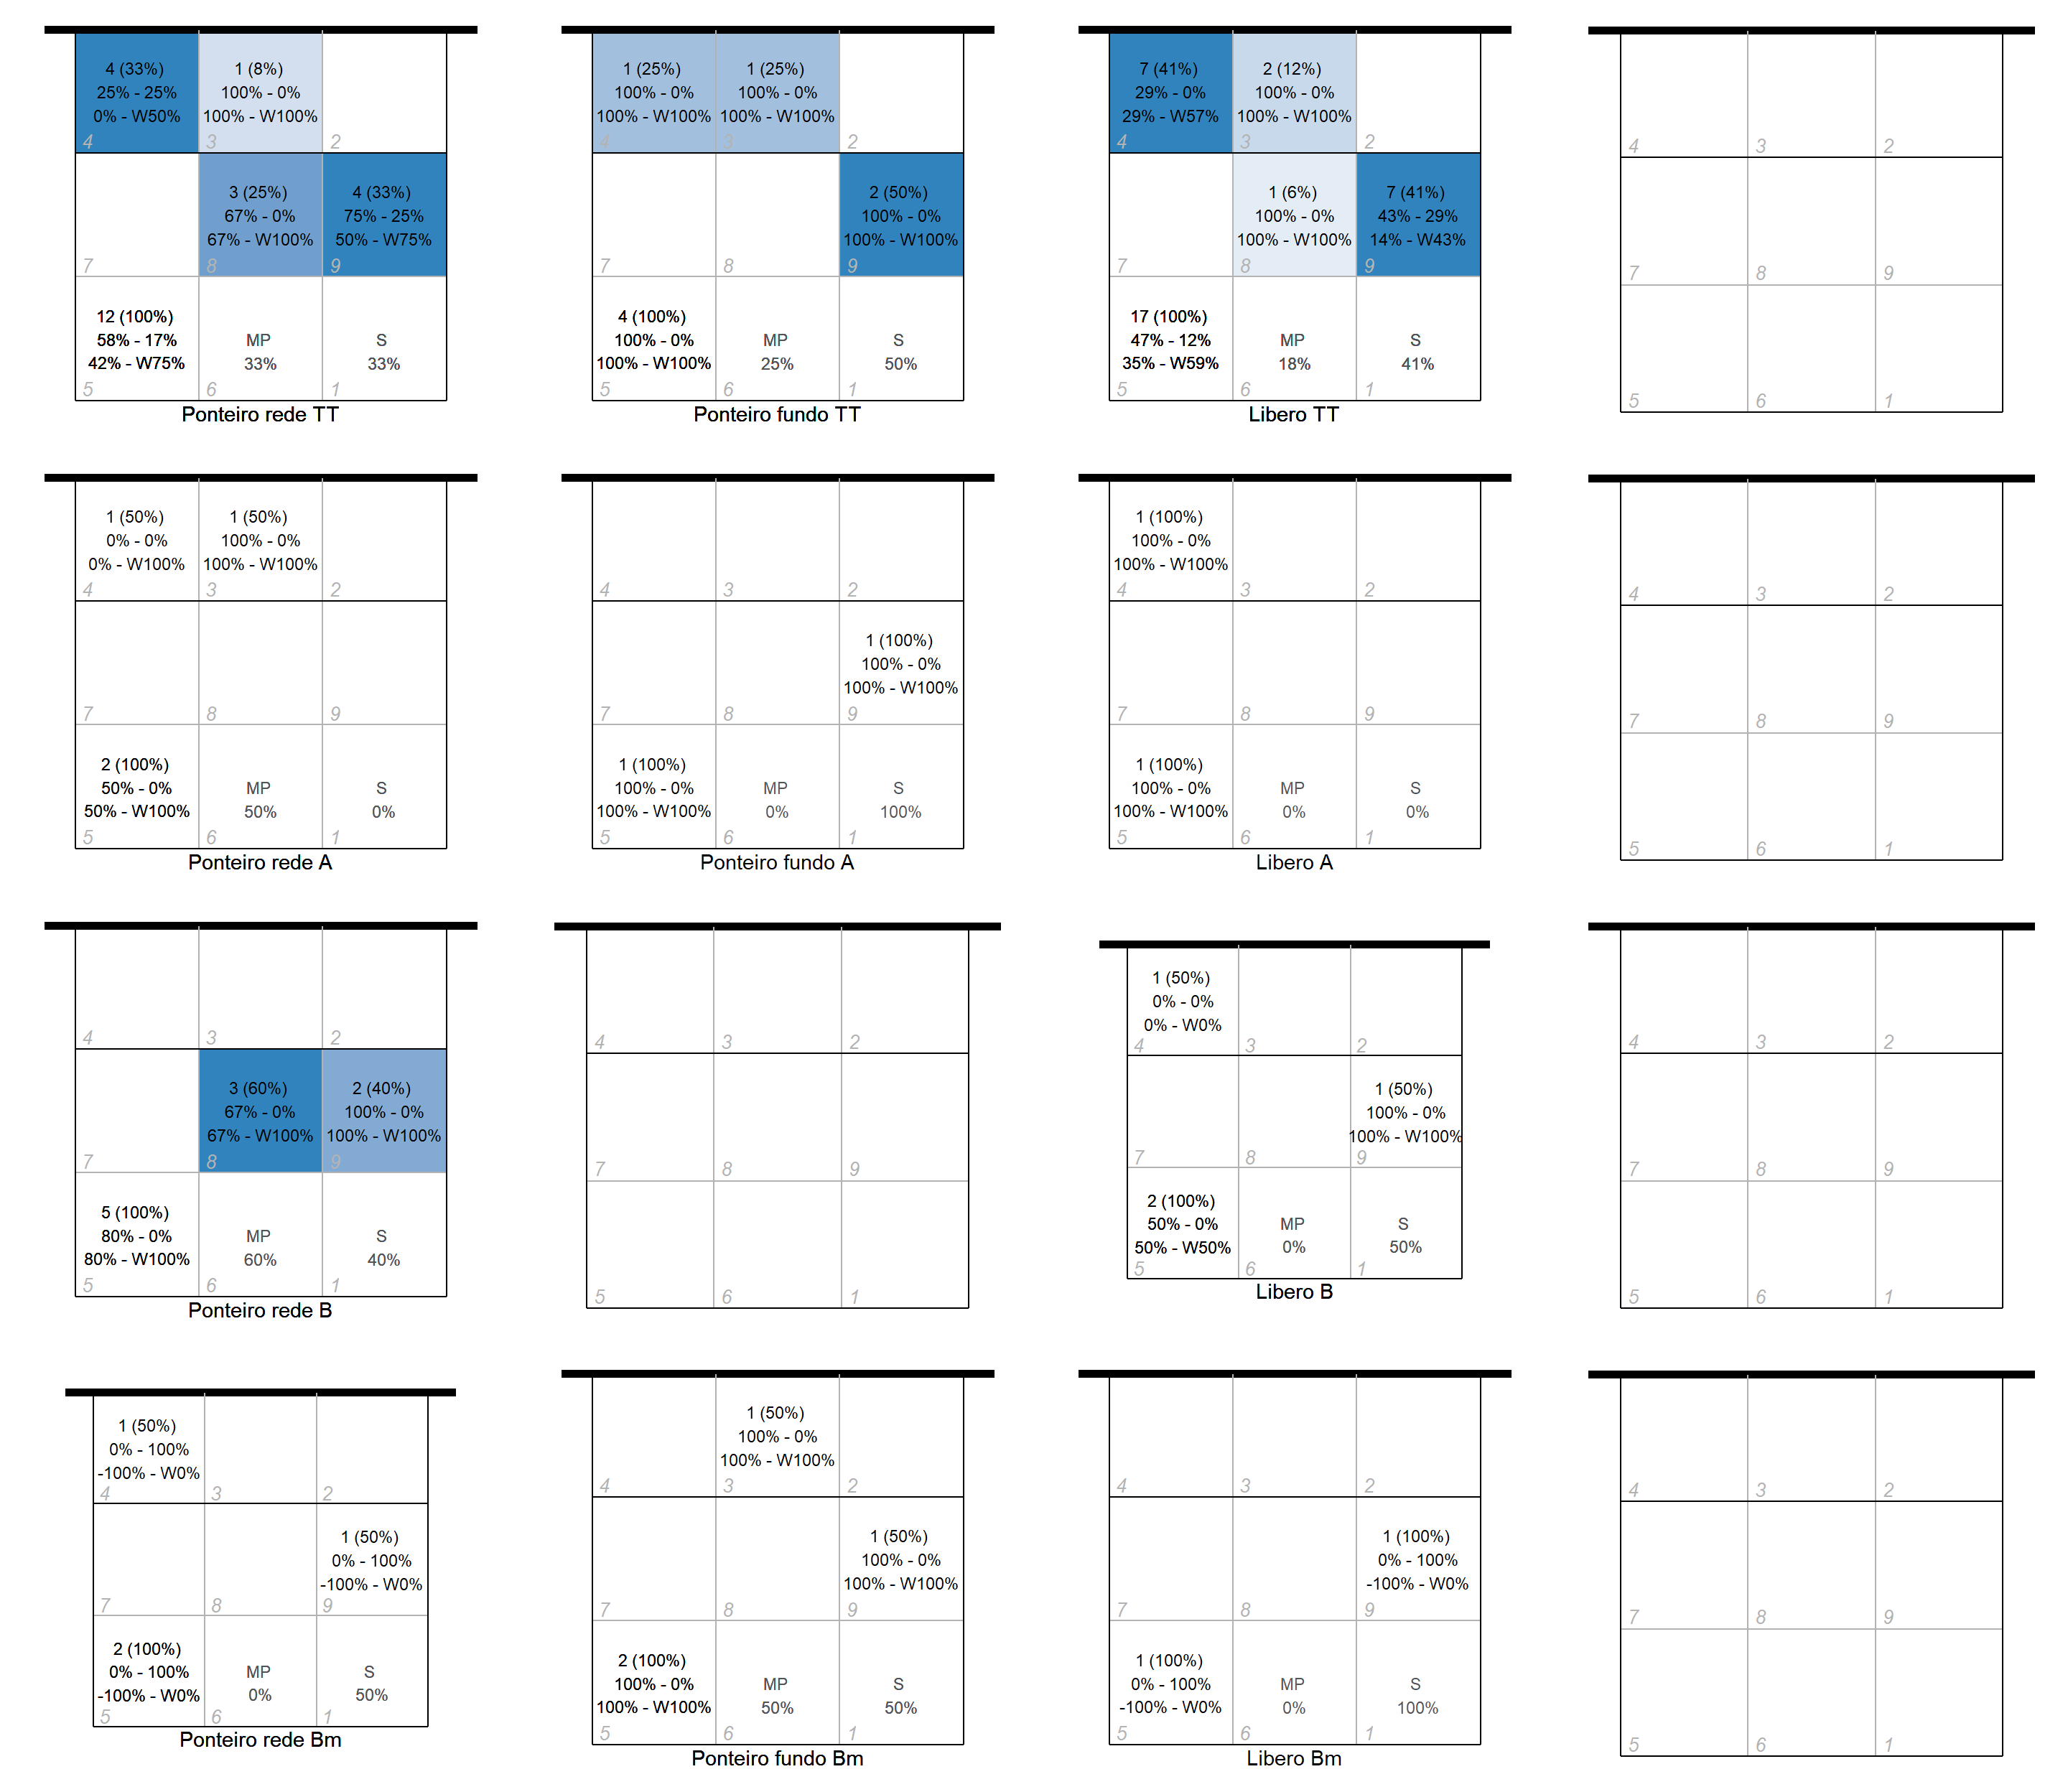 4 (33%)
25% - 25%
0% - W50%
4
1 (8%)
100% - 0%
100% - W100%
3
2
7
3 (25%)
67% - 0%
67% - W100%
8
4 (33%)
75% - 25%
50% - W75%
9
12 (100%)
58% - 17%
42% - W75%
5
MP
33%
6
S
33%
1
Ponteiro rede TT
1 (25%)
100% - 0%
100% - W100%
4
1 (25%)
100% - 0%
100% - W100%
3
2
7
8
2 (50%)
100% - 0%
100% - W100%
9
4 (100%)
100% - 0%
100% - W100%
5
MP
25%
6
S
50%
1
Ponteiro fundo TT
7 (41%)
29% - 0%
29% - W57%
4
2 (12%)
100% - 0%
100% - W100%
3
2
7
1 (6%)
100% - 0%
100% - W100%
8
7 (41%)
43% - 29%
14% - W43%
9
17 (100%)
47% - 12%
35% - W59%
5
MP
18%
6
S
41%
1
Libero TT
4
3
2
7
8
9
5
6
1
1 (50%)
0% - 0%
0% - W100%
4
1 (50%)
100% - 0%
100% - W100%
3
2
7
8
9
2 (100%)
50% - 0%
50% - W100%
5
MP
50%
6
S
0%
1
Ponteiro rede A
4
3
2
7
8
1 (100%)
100% - 0%
100% - W100%
9
1 (100%)
100% - 0%
100% - W100%
5
MP
0%
6
S
100%
1
Ponteiro fundo A
1 (100%)
100% - 0%
100% - W100%
4
3
2
7
8
9
1 (100%)
100% - 0%
100% - W100%
5
MP
0%
6
S
0%
1
Libero A
4
3
2
7
8
9
5
6
1
4
3
2
7
3 (60%)
67% - 0%
67% - W100%
8
2 (40%)
100% - 0%
100% - W100%
9
5 (100%)
80% - 0%
80% - W100%
5
MP
60%
6
S
40%
1
Ponteiro rede B
4
3
2
7
8
9
5
6
1
1 (50%)
0% - 0%
0% - W0%
4
3
2
7
8
1 (50%)
100% - 0%
100% - W100%
9
2 (100%)
50% - 0%
50% - W50%
5
MP
0%
6
S
50%
1
Libero B
4
3
2
7
8
9
5
6
1
1 (50%)
0% - 100%
-100% - W0%
4
3
2
7
8
1 (50%)
0% - 100%
-100% - W0%
9
2 (100%)
0% - 100%
-100% - W0%
5
MP
0%
6
S
50%
1
Ponteiro rede Bm
4
1 (50%)
100% - 0%
100% - W100%
3
2
7
8
1 (50%)
100% - 0%
100% - W100%
9
2 (100%)
100% - 0%
100% - W100%
5
MP
50%
6
S
50%
1
Ponteiro fundo Bm
4
3
2
7
8
1 (100%)
0% - 100%
-100% - W0%
9
1 (100%)
0% - 100%
-100% - W0%
5
MP
0%
6
S
100%
1
Libero Bm
4
3
2
7
8
9
5
6
1